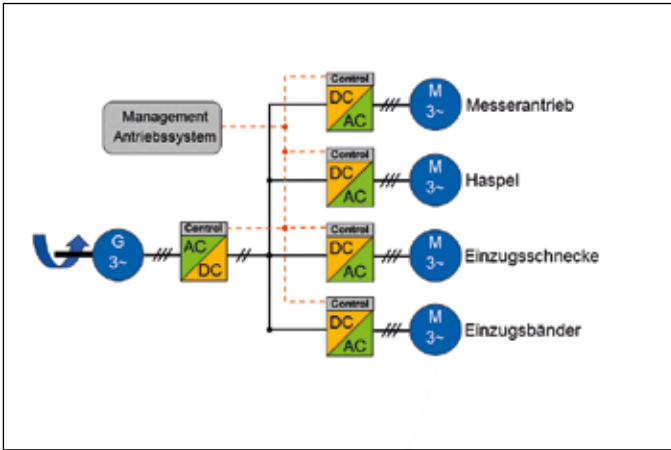 Control
DC
AC
M
3~
Messerantrieb
Management
Antriebssystem
Control
DC
AC
M
3~
Haspel
G
3~
Control
AC
DC
Control
DC
AC
M
3~
Einzugsschnecke
Control
DC
AC
M
3~
Einzugsbänder